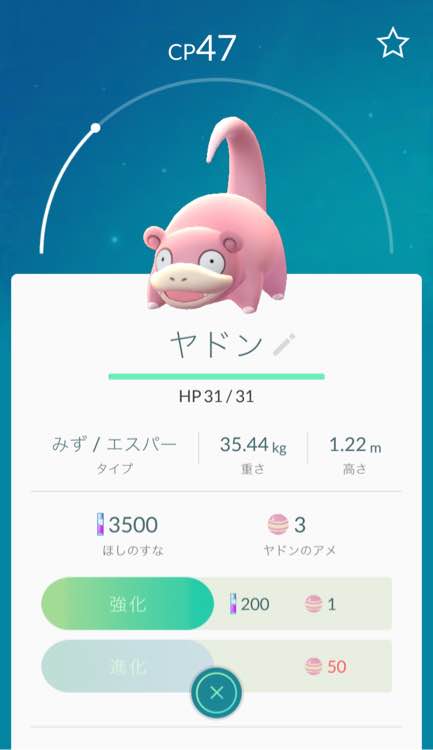 CP47
ヤドン
HP 31 / 31
みず / エスパー 35.44 kg 1.22 m
タイプ 重さ 高さ
3500 3
ほしのすな ヤドンのアメ
強化 200 1
進化 50